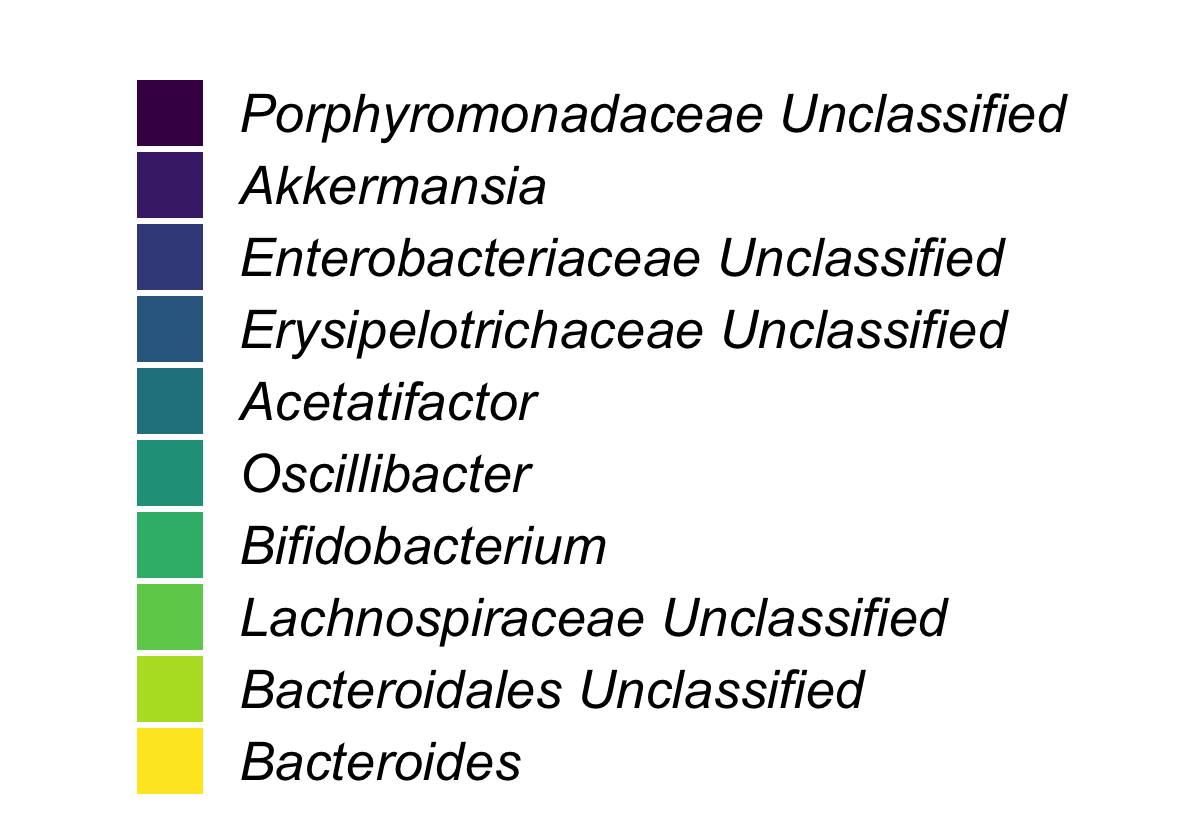 Porphyromonadaceae Unclassified
Akkermansia
Enterobacteriaceae Unclassified
Erysipelotrichaceae Unclassified
Acetatifactor
Oscillibacter
Bifidobacterium
Lachnospiraceae Unclassified
Bacteroidales Unclassified
Bacteroides